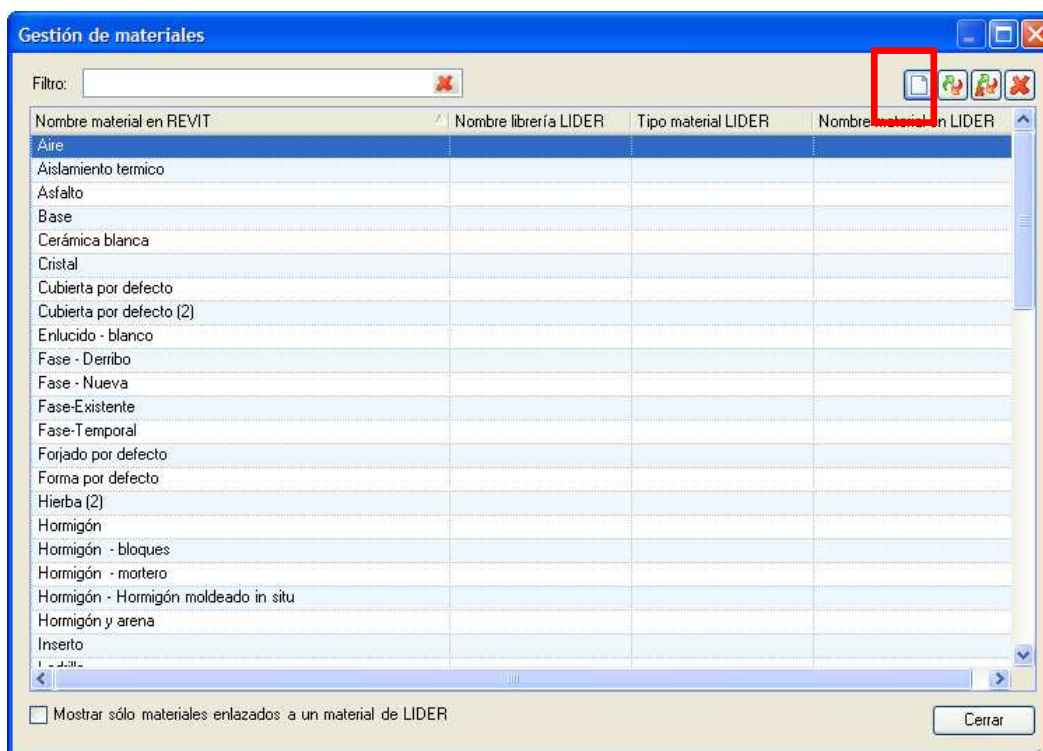 Gestión de materiales
Filtro:
Nombre material en REVIT Nombre librería LIDER Tipo material LIDER Nombre material en LIDER
Aire
Aislamiento termico
Asfalto
Base
Cerámica blanca
Cristal
Cubierta por defecto
Cubierta por defecto (2)
Enlucido - blanco
Fase - Derribo
Fase - Nueva
Fase-Existente
Fase-Temporal
Forjado por defecto
Forma por defecto
Hierba (2)
Hormigón
Hormigón - bloques
Hormigón - mortero
Hormigón - Hormigón moldeado in situ
Hormigón y arena
Inserto
Mostrar sólo materiales enlazados a un material de LIDER
Cerrar